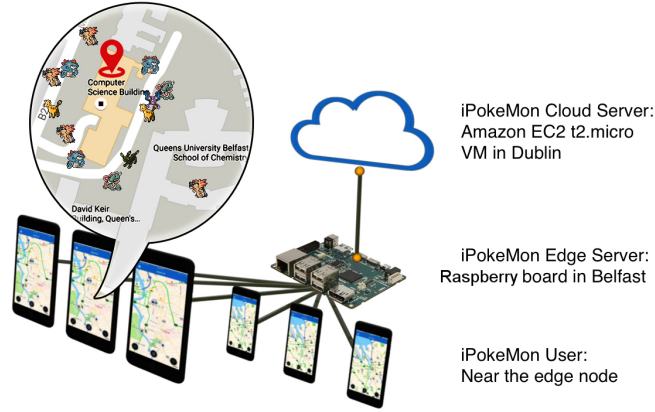 Computer
Science Building
B2
Queens University Belfast
School of Chemistry
David Keir
Building, Queen's...
iPokeMon Cloud Server:
Amazon EC2 t2.micro
VM in Dublin
iPokeMon Edge Server:
Raspberry board in Belfast
iPokeMon User:
Near the edge node